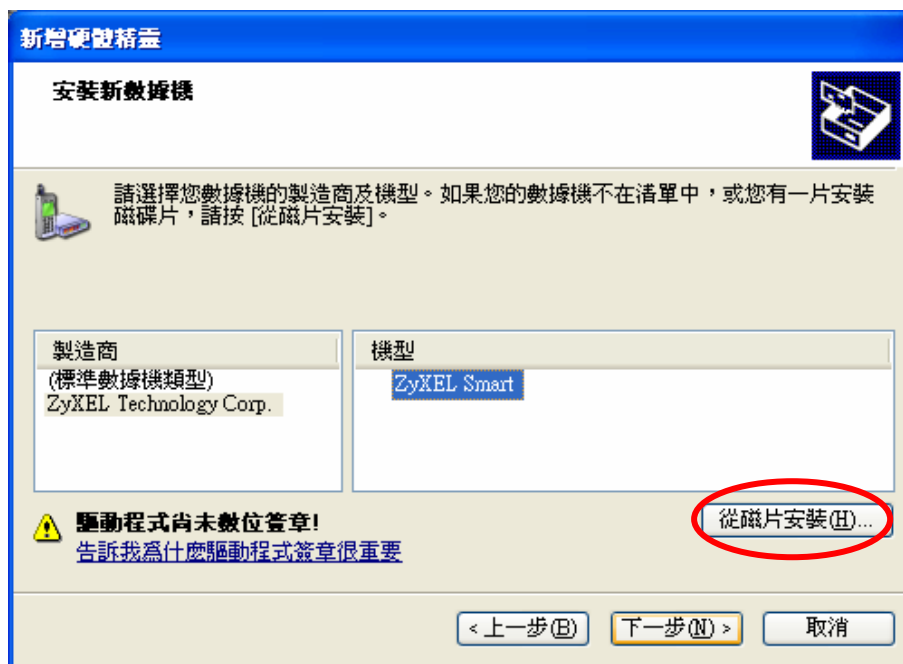 新增硬體精靈
安裝新數據機
請選擇您數據機的製造商及機型。如果您的數據機不在清單中，或您有一片安裝
磁碟片，請按 [從磁片安裝]。
製造商
(標準數據機類型)
ZyXEL Technology Corp.
機型
ZyXEL Smart
驅動程式尚未數位簽章!
告訴我為什麼驅動程式簽章很重要
從磁片安裝(H)...
<上一步(B)
下一步(N) >
取消